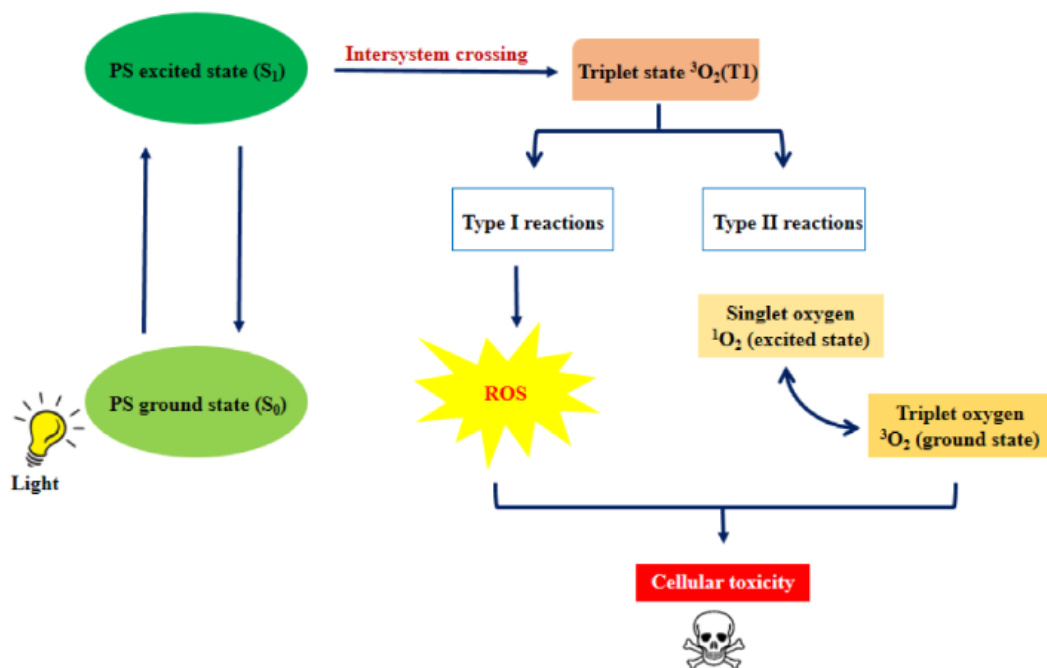 PS excited state (S₁)
Intersystem crossing
Triplet state ³O₂(T1)
Type I reactions
Type II reactions
Singlet oxygen
¹O₂ (excited state)
PS ground state (S₀)
ROS
Triplet oxygen
³O₂ (ground state)
Light
Cellular toxicity